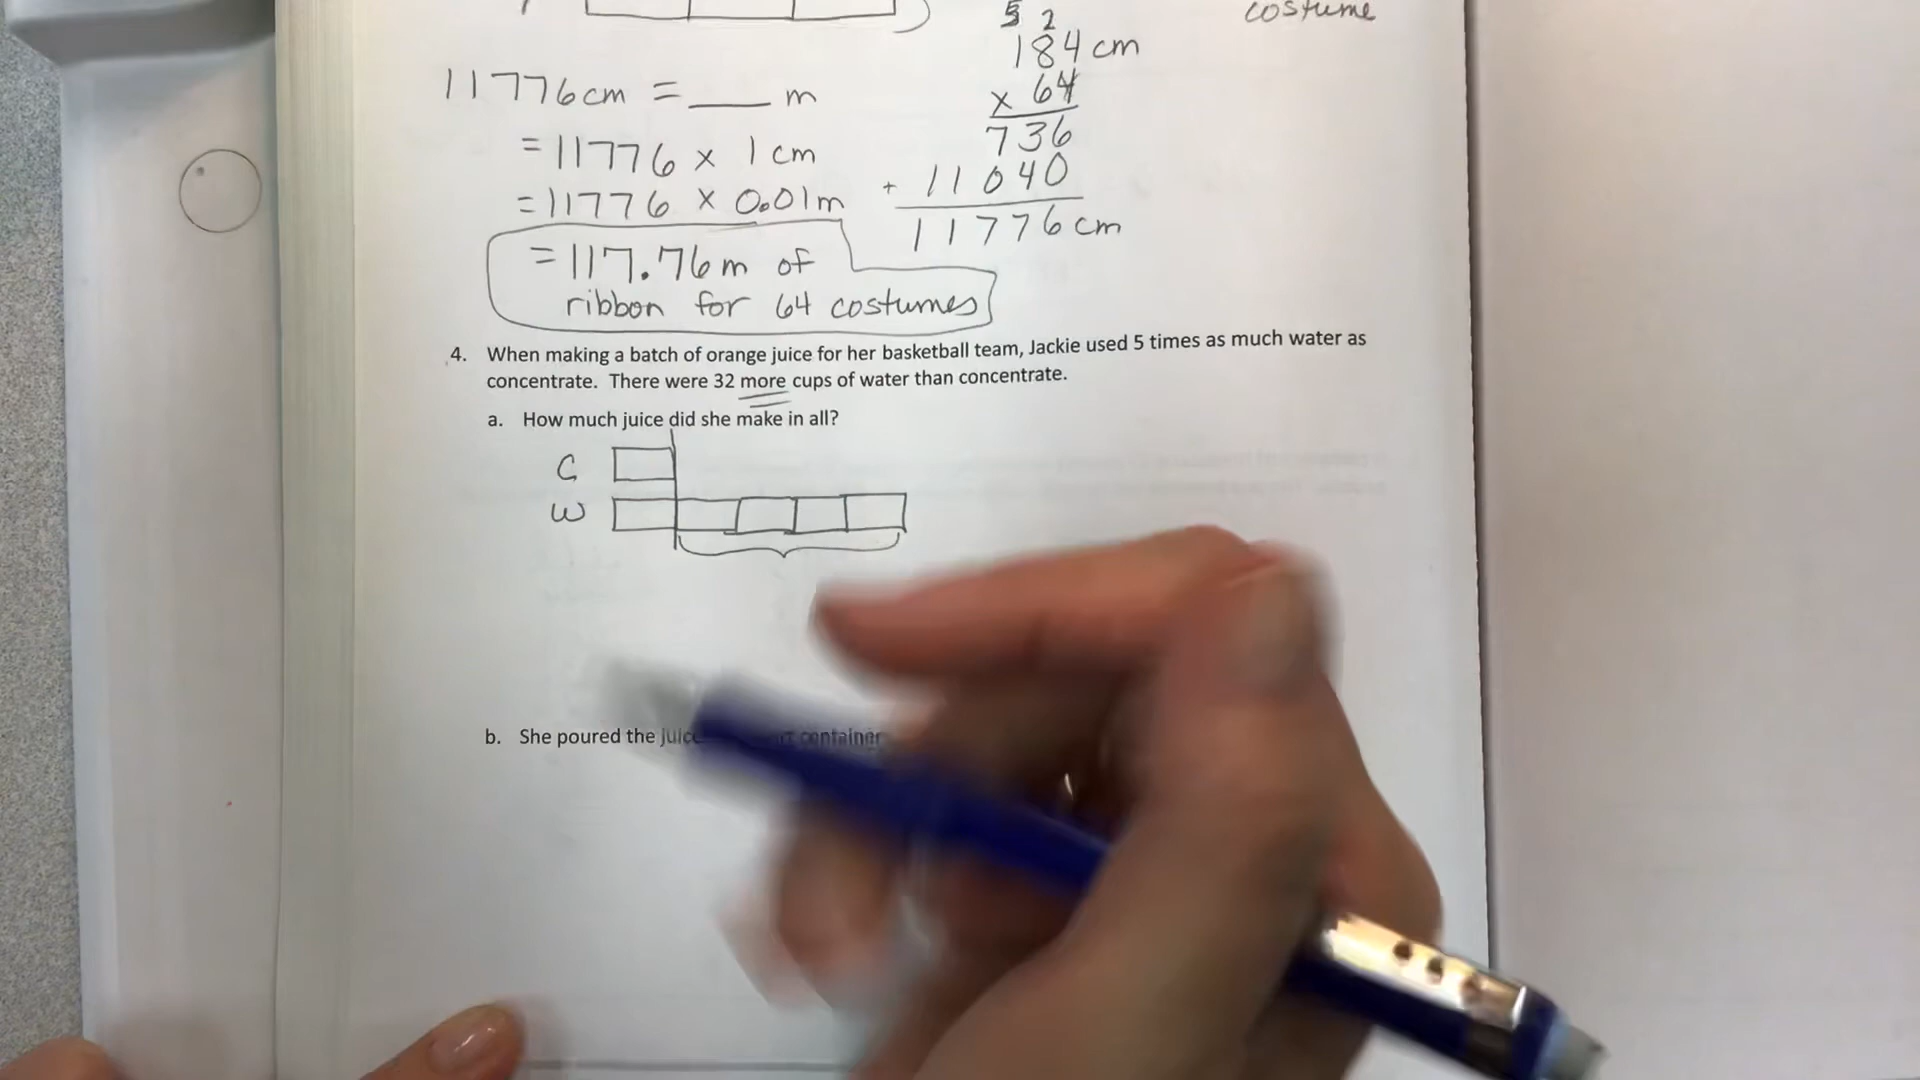 costume
5 2
184 cm
x 64
736
+ 11040
11776 cm
11776 cm = ___ m
= 11776 x 1 cm
= 11776 x 0.01m
= 117.76 m of
ribbon for 64 costumes
4. When making a batch of orange juice for her basketball team, Jackie used 5 times as much water as
concentrate. There were 32 more cups of water than concentrate.
a. How much juice did she make in all?
C
W
b. She poured the juice container